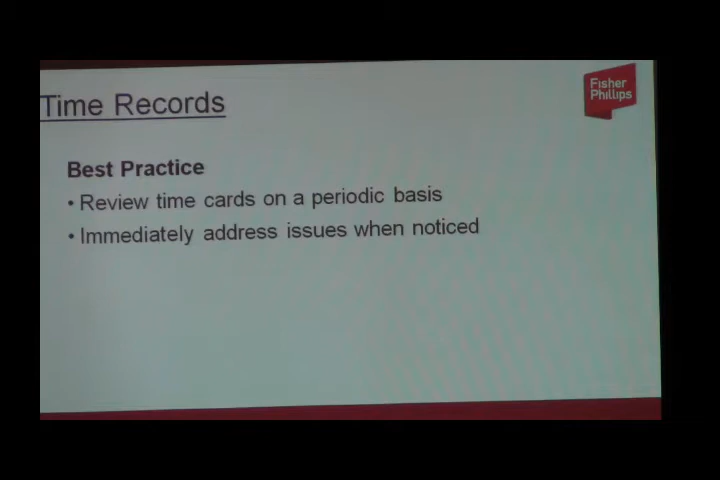 Time Records
Fisher
Phillips
Best Practice
• Review time cards on a periodic basis
• Immediately address issues when noticed